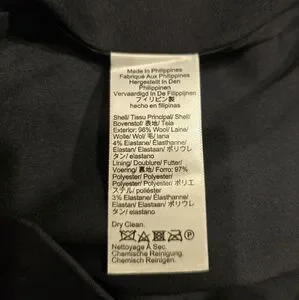 Made In Philippines
Fabriqué Aux Philippines
Hergestellt In Den
Philippinen
Vervaardigd In De Filipijnen
フィリピン製
hecho en filipinas
Shell/ Tissu Principal/ Shell/
Bovenstof/ 表地/ Tela
Exterior: 96% Wool/ Laine/
Wolle/ Wol/ 毛/ lana
4% Elastane/ Élasthanne/
Elastan/ Elastaan/ ポリウレ
タン/ elastano
Lining/ Doublure/ Futter/
Voering/ 裏地/ Forro: 97%
Polyester/ Polyester/
Polyester/ Polyester/ ポリエ
ステル/ poliéster
3% Elastane/ Élasthanne/
Elastan/ Elastaan/ ポリウレ
タン/ elastano
Dry Clean.
P
Nettoyage À Sec.
Chemische Reinigung.
Chemisch Reinigen.